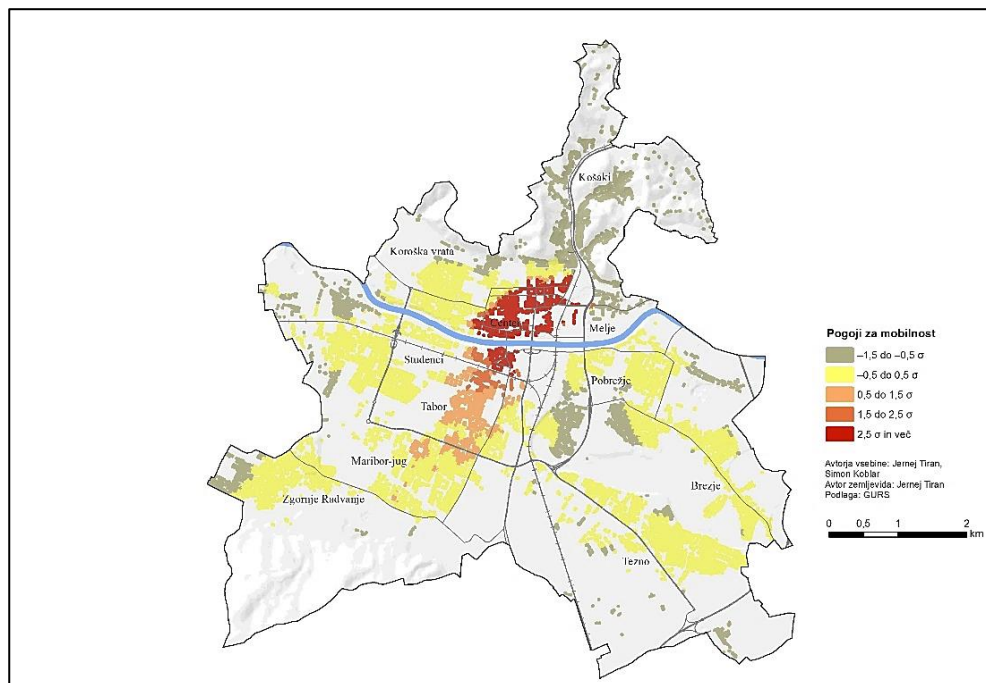 Košaki
Koroška vrata
Center
Melje
Studenci
Pobrežje
Tabor
Maribor-jug
Zgornje Radvanje
Brezje
Tezno
Pogoji za mobilnost
–1,5 do –0,5 σ
–0,5 do 0,5 σ
0,5 do 1,5 σ
1,5 do 2,5 σ
2,5 σ in več
Avtorja vsebine: Jernej Tiran,
Simon Koblar
Avtor zemljevida: Jernej Tiran
Podlaga: GURS
0 0,5 1 2
km